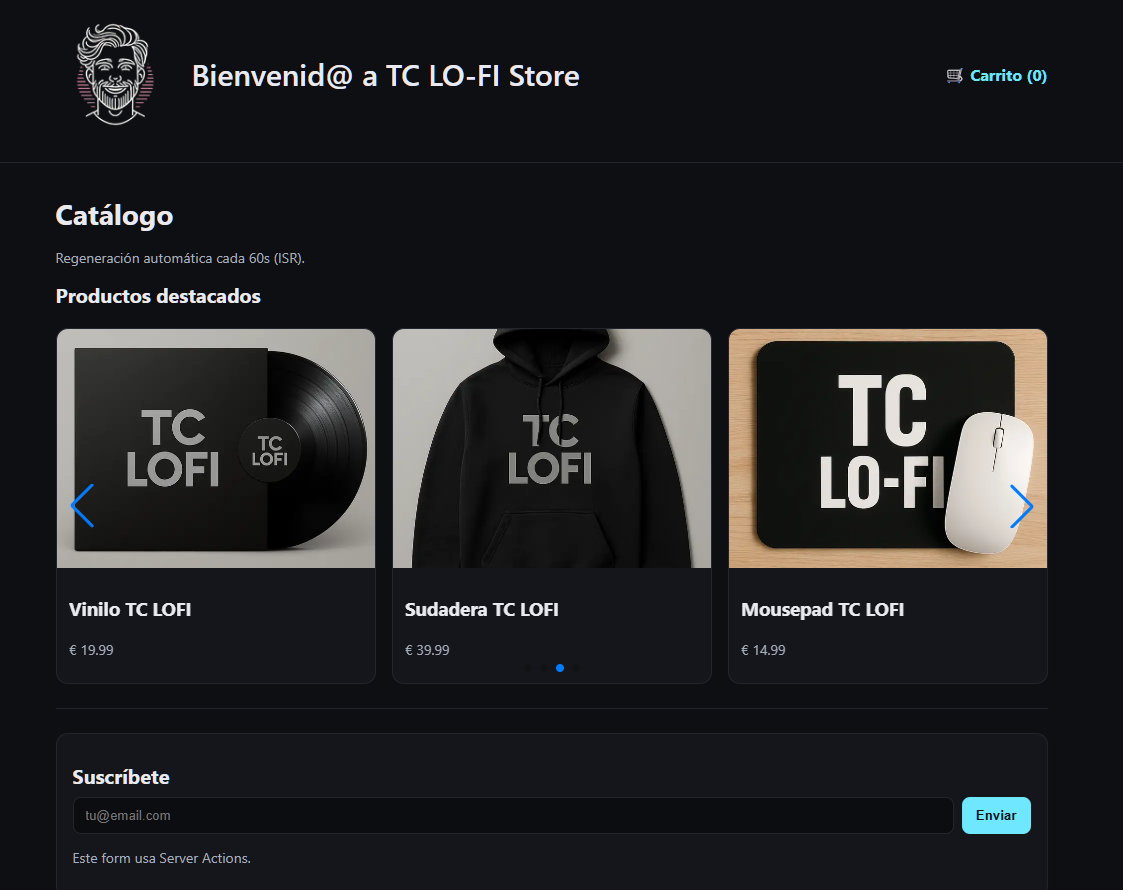 Bienvenid@ a TC LO-FI Store
🛒 Carrito (0)
Catálogo
Regeneración automática cada 60s (ISR).
Productos destacados
TC
LOFI
TC
LOFI
TC
LOFI
TC
LO-FI
Vinilo TC LOFI
Sudadera TC LOFI
Mousepad TC LOFI
€ 19.99
€ 39.99
€ 14.99
Suscríbete
tu@email.com
Enviar
Este form usa Server Actions.